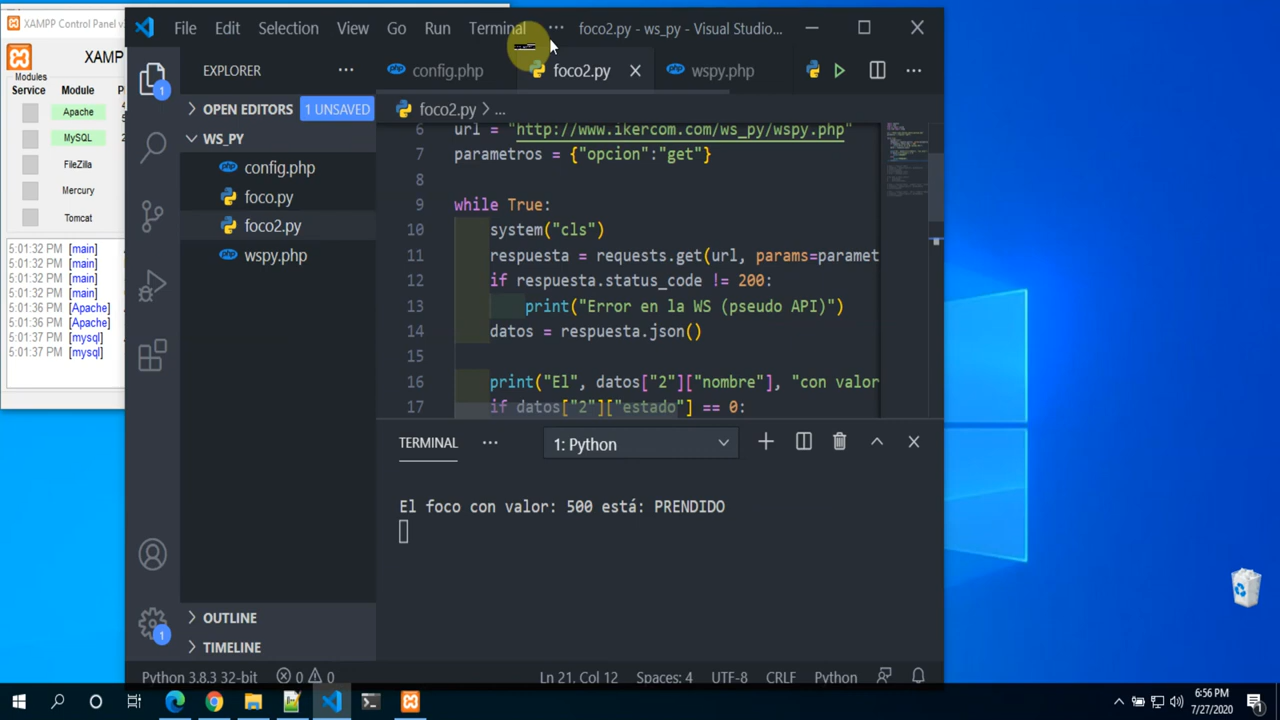 XAMPP Control Panel v
XAMPP
Modules
Service
Module
Apache
MySQL
FileZilla
Mercury
Tomcat
5:01:32 PM [main]
5:01:32 PM [main]
5:01:32 PM [main]
5:01:32 PM [main]
5:01:36 PM [Apache]
5:01:36 PM [Apache]
5:01:37 PM [mysql]
5:01:37 PM [mysql]
File Edit Selection View Go Run Terminal ··· foco2.py - ws_py - Visual Studio...
EXPLORER ···
config.php
foco2.py
wspy.php
OPEN EDITORS 1 UNSAVED
WS_PY
config.php
foco.py
foco2.py
wspy.php
OUTLINE
TIMELINE
foco2.py > ...
6 url = "http://www.ikercom.com/ws_py/wspy.php"
7 parametros = {"opcion":"get"}
8
9 while True:
10 system("cls")
11 respuesta = requests.get(url, params=paramet
12 if respuesta.status_code != 200:
13 print("Error en la WS (pseudo API)")
14 datos = respuesta.json()
15
16 print("El", datos["2"]["nombre"], "con valor
17 if datos["2"]["estado"] == 0:
TERMINAL ··· 1: Python
El foco con valor: 500 está: PRENDIDO
1
1
Python 3.8.3 32-bit 0 0 Ln 21, Col 12 Spaces: 4 UTF-8 CRLF Python
6:56 PM
7/27/2020
1